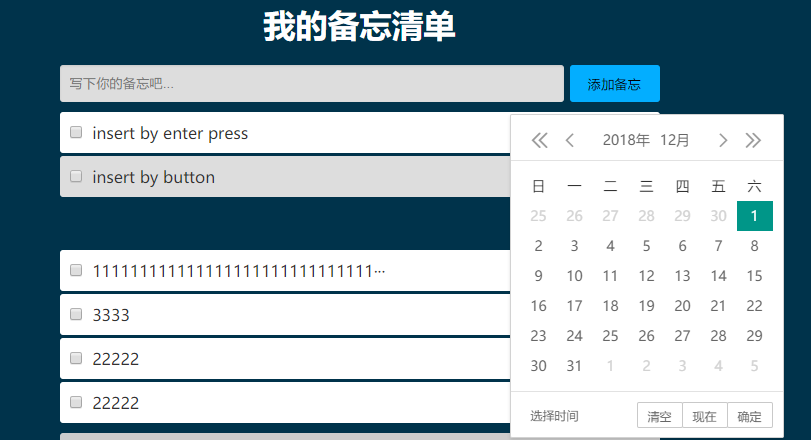 我的备忘清单
写下你的备忘吧...
添加备忘
insert by enter press
insert by button
1111111111111111111111111111111...
3333
22222
22222
2018年 12月
日 一 二 三 四 五 六
25 26 27 28 29 30 1
2 3 4 5 6 7 8
9 10 11 12 13 14 15
16 17 18 19 20 21 22
23 24 25 26 27 28 29
30 31 1 2 3 4 5
选择时间 清空 现在 确定